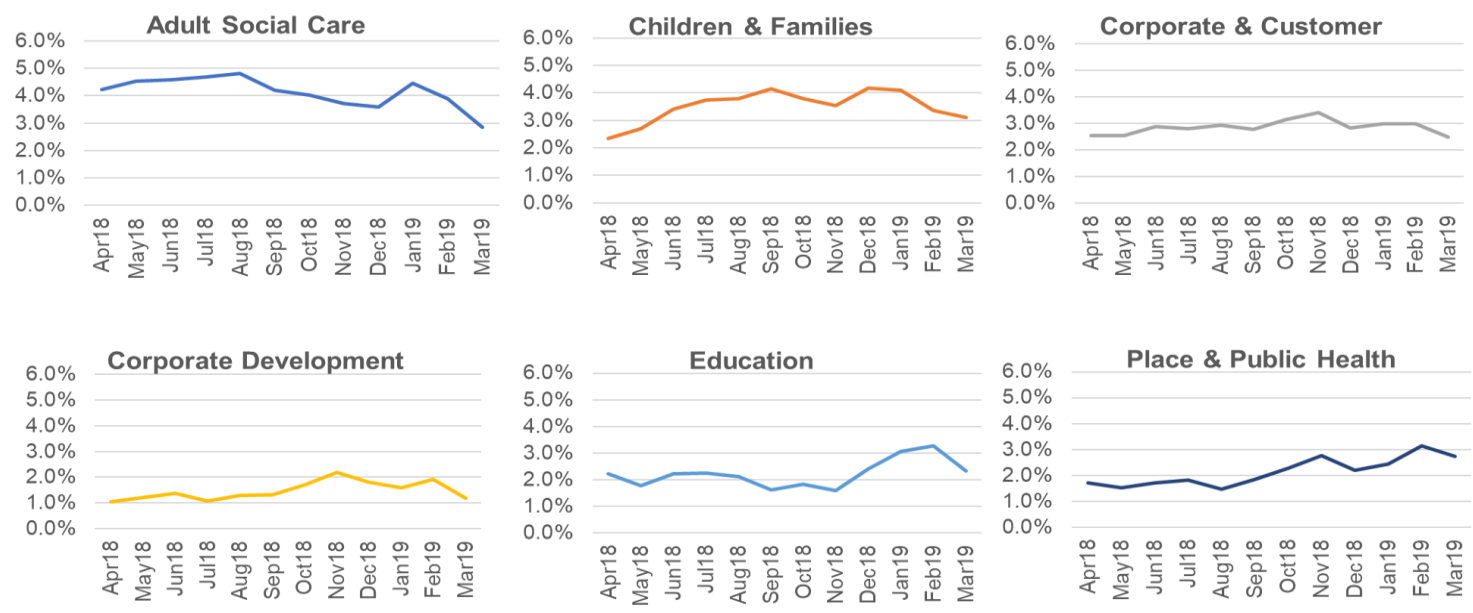 Adult Social Care
6.0%
5.0%
4.0%
3.0%
2.0%
1.0%
0.0%
Apr18
May18
Jun18
Jul18
Aug18
Sep18
Oct18
Nov18
Dec18
Jan19
Feb19
Mar19
Children & Families
6.0%
5.0%
4.0%
3.0%
2.0%
1.0%
0.0%
Apr18
May18
Jun18
Jul18
Aug18
Sep18
Oct18
Nov18
Dec18
Jan19
Feb19
Mar19
Corporate & Customer
6.0%
5.0%
4.0%
3.0%
2.0%
1.0%
0.0%
Apr18
May18
Jun18
Jul18
Aug18
Sep18
Oct18
Nov18
Dec18
Jan19
Feb19
Mar19
Corporate Development
6.0%
5.0%
4.0%
3.0%
2.0%
1.0%
0.0%
Apr18
May18
Jun18
Jul18
Aug18
Sep18
Oct18
Nov18
Dec18
Jan19
Feb19
Mar19
Education
6.0%
5.0%
4.0%
3.0%
2.0%
1.0%
0.0%
Apr18
May18
Jun18
Jul18
Aug18
Sep18
Oct18
Nov18
Dec18
Jan19
Feb19
Mar19
Place & Public Health
6.0%
5.0%
4.0%
3.0%
2.0%
1.0%
0.0%
Apr18
May18
Jun18
Jul18
Aug18
Sep18
Oct18
Nov18
Dec18
Jan19
Feb19
Mar19